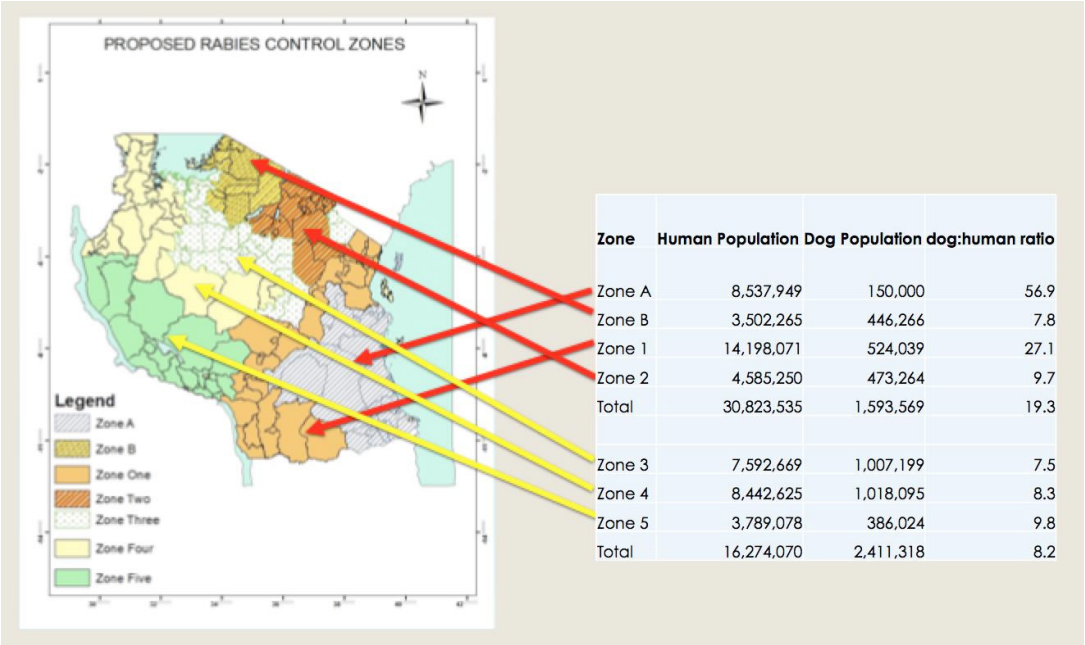 PROPOSED RABIES CONTROL ZONES
N
Legend
Zone A
Zone B
Zone One
Zone Two
Zone Three
Zone Four
Zone Five
Zone Human Population Dog Population dog:human ratio
Zone A 8,537,949 150,000 56.9
Zone B 3,502,265 446,266 7.8
Zone 1 14,198,071 524,039 27.1
Zone 2 4,585,250 473,264 9.7
Total 30,823,535 1,593,569 19.3
Zone 3 7,592,669 1,007,199 7.5
Zone 4 8,442,625 1,018,095 8.3
Zone 5 3,789,078 386,024 9.8
Total 16,274,070 2,411,318 8.2